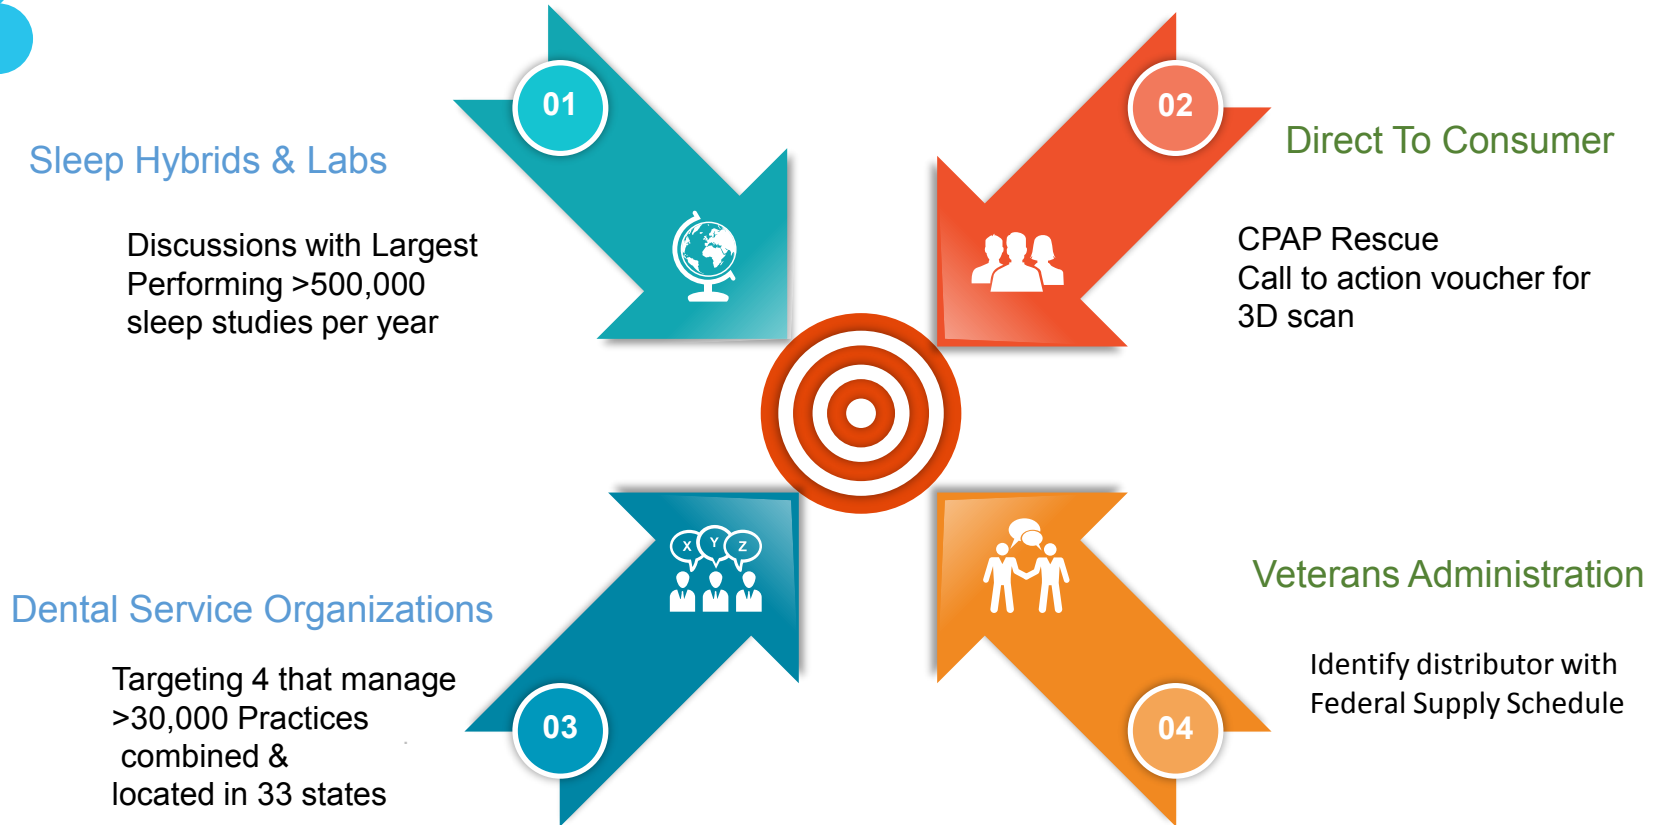 01
Sleep Hybrids & Labs
Discussions with Largest
Performing >500,000
sleep studies per year
02
Direct To Consumer
CPAP Rescue
Call to action voucher for
3D scan
X Y Z
Dental Service Organizations
Targeting 4 that manage
>30,000 Practices
combined &
located in 33 states
03
Veterans Administration
Identify distributor with
Federal Supply Schedule
04